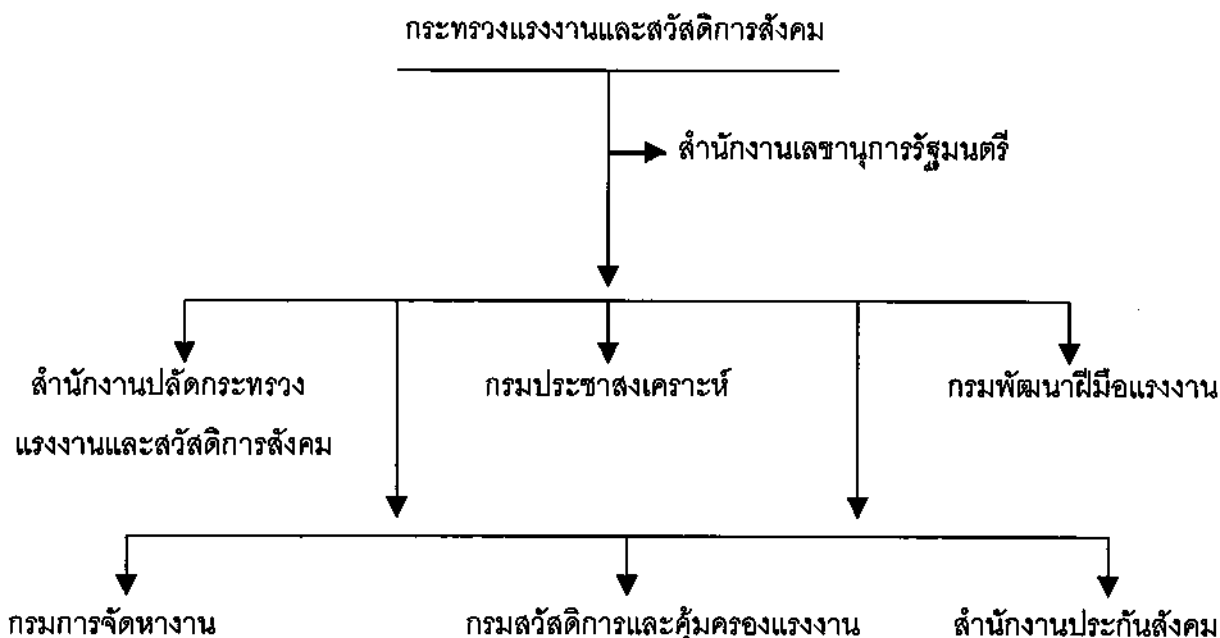 กระทรวงแรงงานและสวัสดิการสังคม
สำนักงานเลขานุการรัฐมนตรี
สำนักงานปลัดกระทรวง
แรงงานและสวัสดิการสังคม
กรมประชาสงเคราะห์
กรมพัฒนาฝีมือแรงงาน
กรมการจัดหางาน
กรมสวัสดิการและคุ้มครองแรงงาน
สำนักงานประกันสังคม